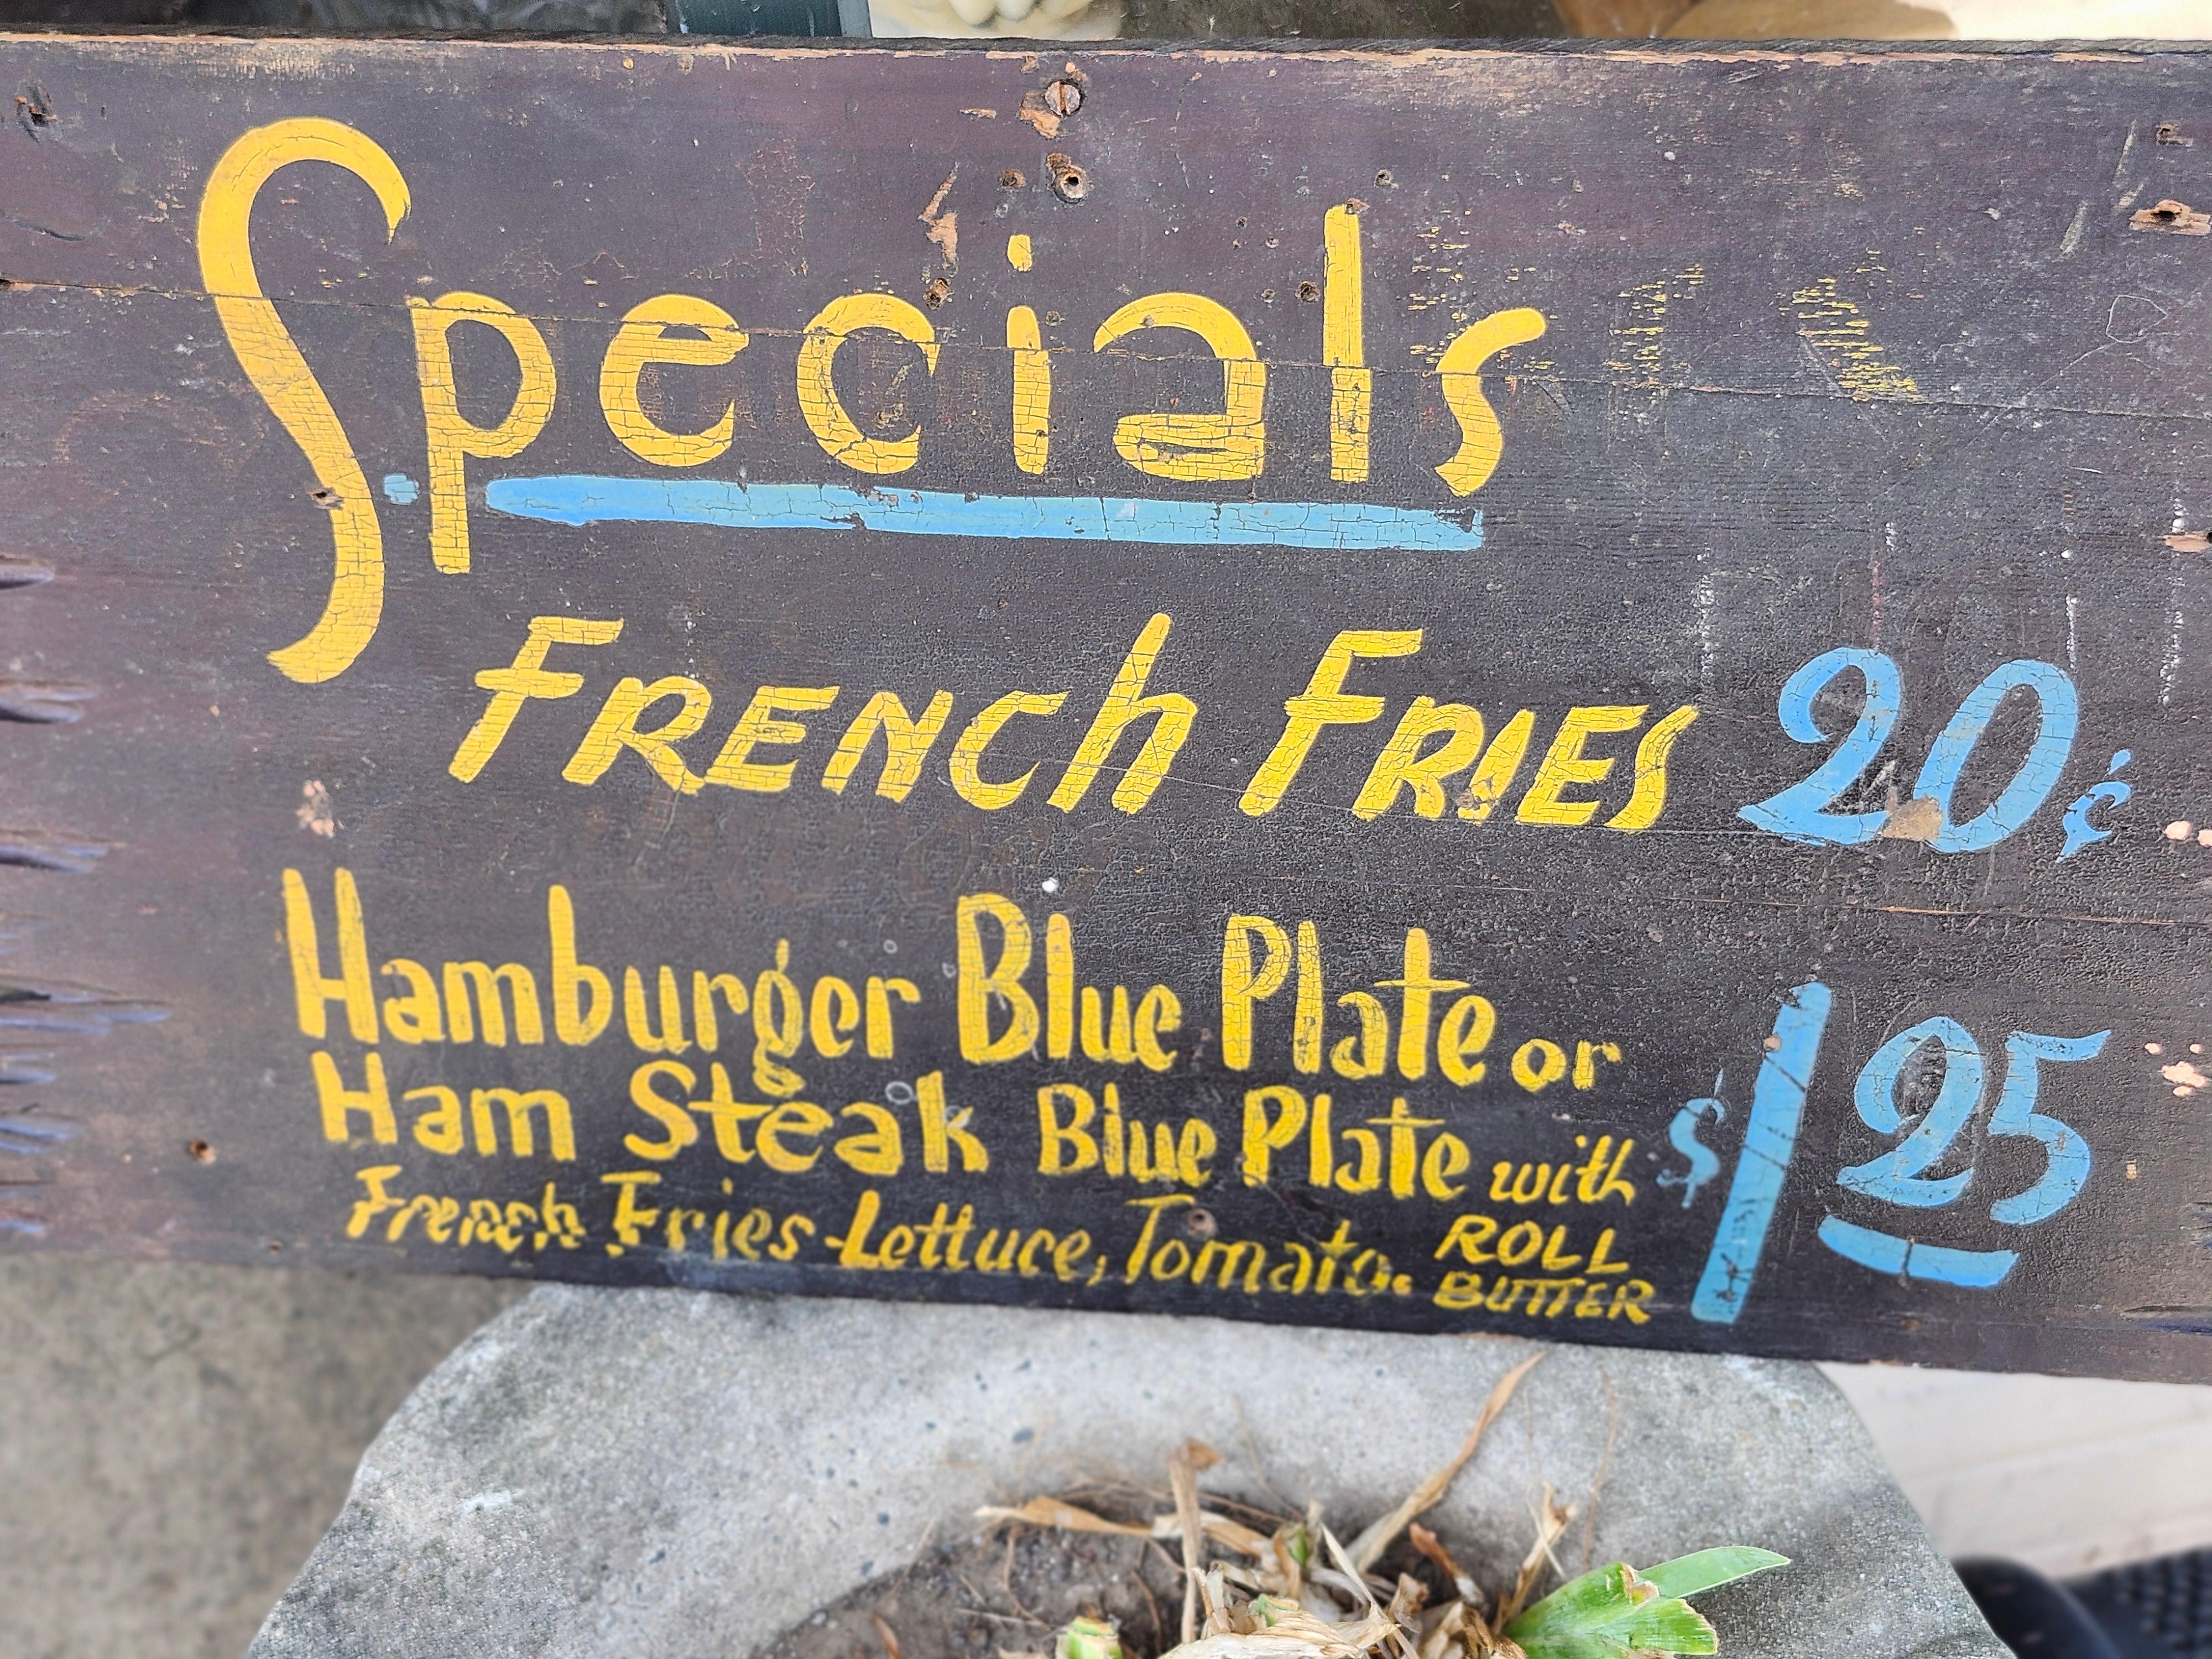 Specials
FRENCH FRIES 20¢
Hamburger Blue Plate or
Ham Steak Blue Plate with $1 25
French Fries - Lettuce, Tomato. ROLL
BUTTER